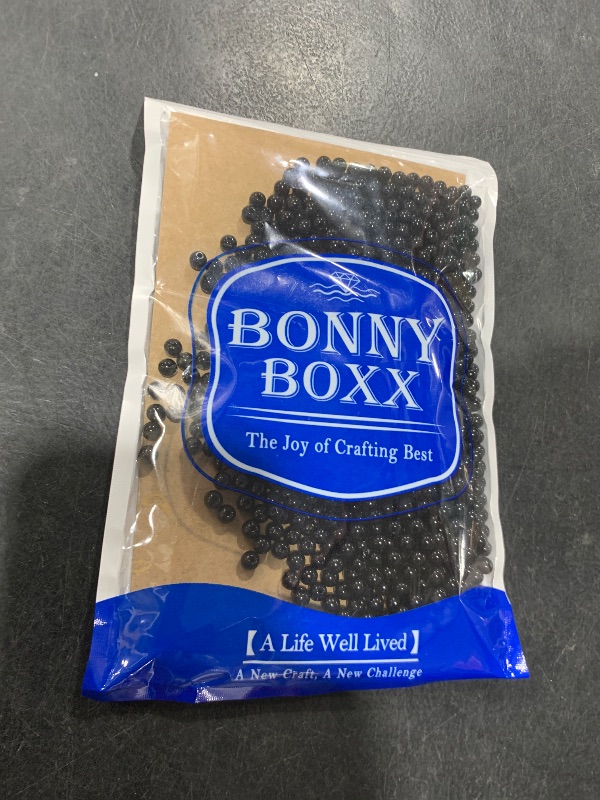 BONNY
BOXX
The Joy of Crafting Best
【A Life Well Lived】
A New Craft, A New Challenge